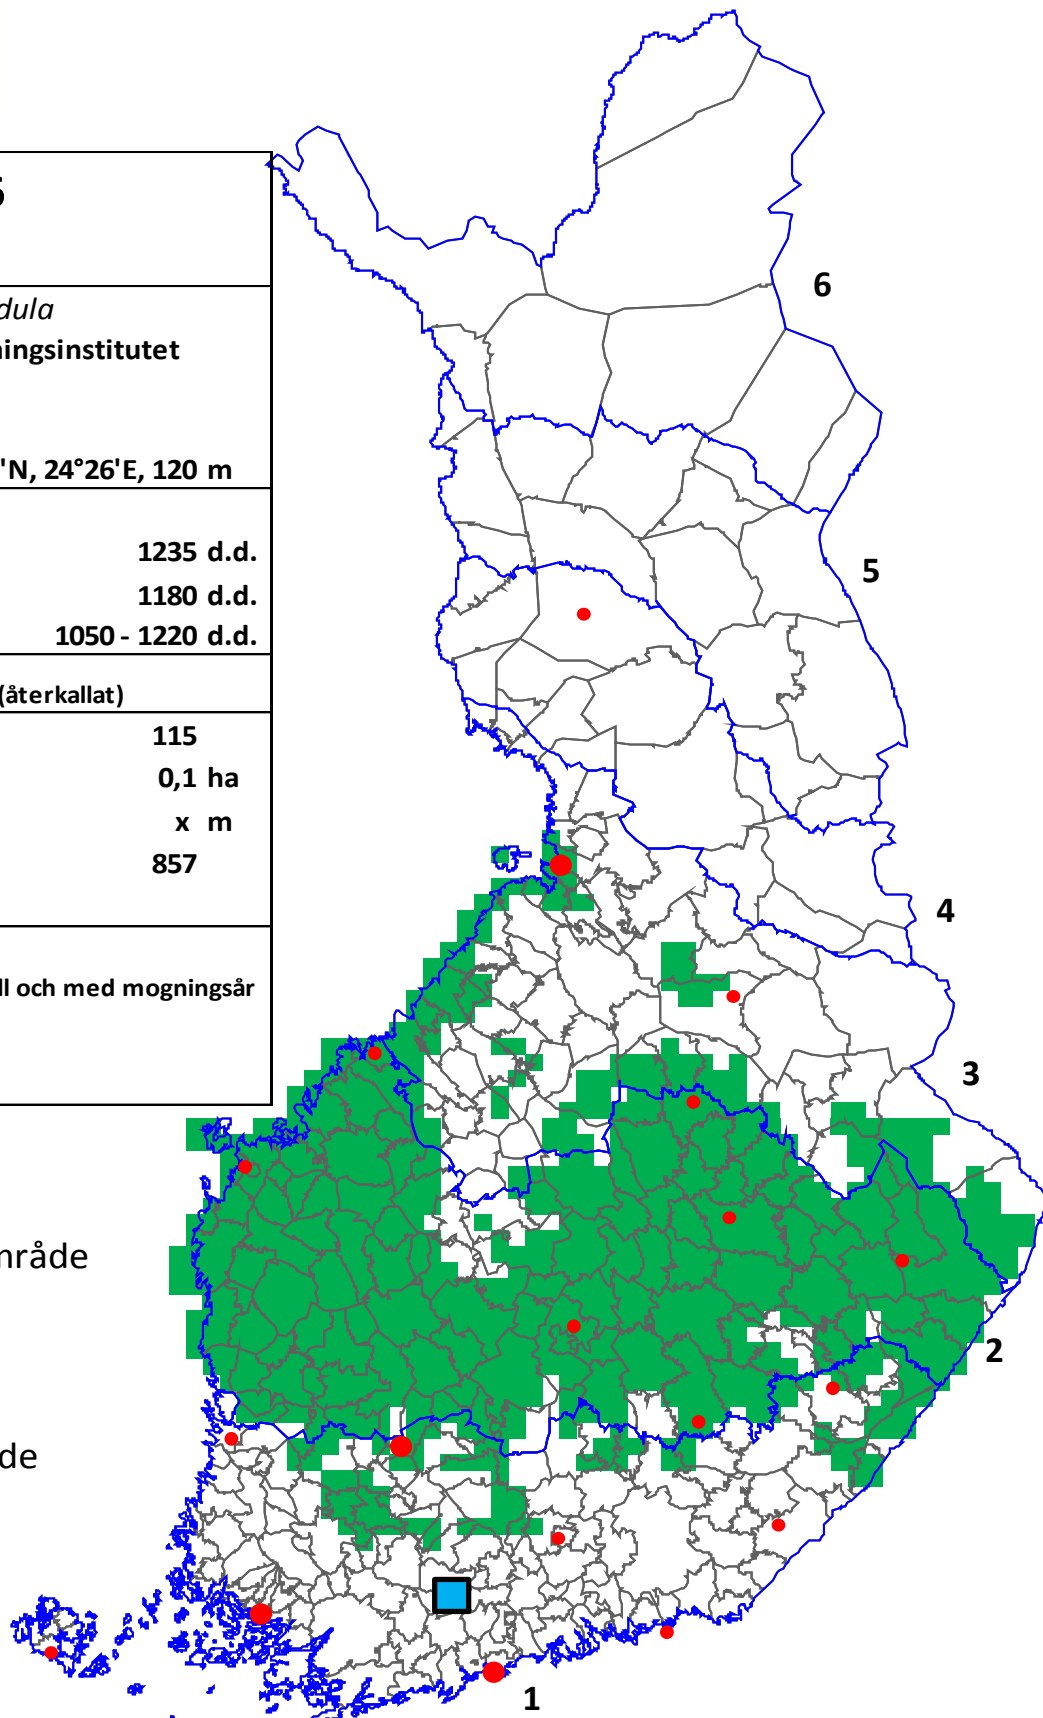 dula
ningsinstitutet
'N, 24°26'E, 120 m
1235 d.d.
1180 d.d.
1050 - 1220 d.d.
(återkallat)
115
0,1 ha
x m
857
ll och med mogningsår
mråde
de
6
5
4
3
2
1